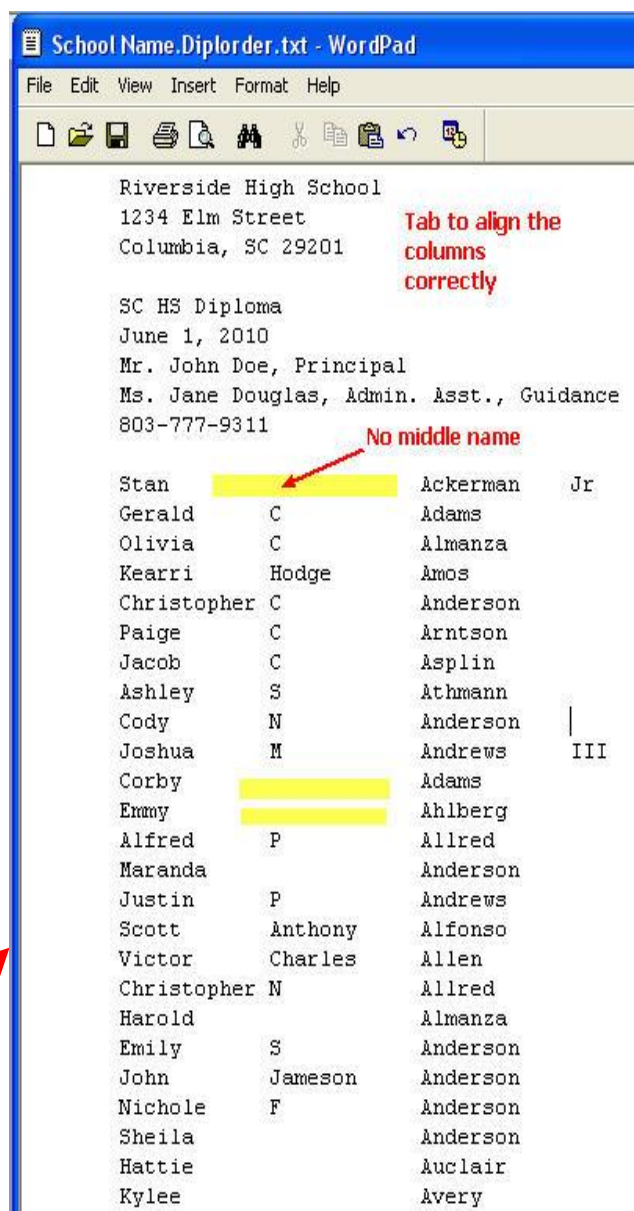 School Name.Diplorder.txt - WordPad
File Edit View Insert Format Help
Riverside High School
1234 Elm Street
Columbia, SC 29201
Tab to align the
columns
correctly
SC HS Diploma
June 1, 2010
Mr. John Doe, Principal
Ms. Jane Douglas, Admin. Asst., Guidance
803-777-9311
No middle name
Stan Ackerman Jr
Gerald C Adams
Olivia C Almanza
Kearri Hodge Amos
Christopher C Anderson
Paige C Arntson
Jacob C Asplin
Ashley S Athmann
Cody N Anderson
Joshua M Andrews III
Corby Adams
Emmy Ahlberg
Alfred P Allred
Maranda Anderson
Justin P Andrews
Scott Anthony Alfonso
Victor Charles Allen
Christopher N Allred
Harold Almanza
Emily S Anderson
John Jameson Anderson
Nichole F Anderson
Sheila Anderson
Hattie Auclair
Kylee Avery